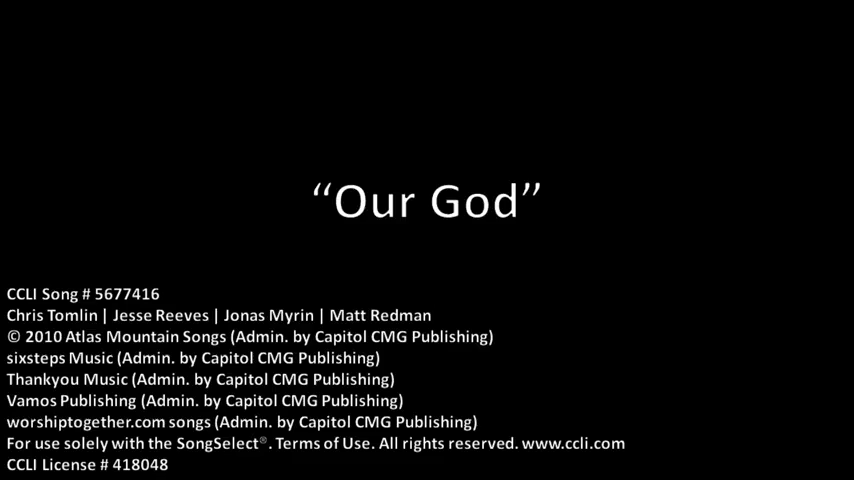 “Our God”
CCLI Song # 5677416
Chris Tomlin | Jesse Reeves | Jonas Myrin | Matt Redman
© 2010 Atlas Mountain Songs (Admin. by Capitol CMG Publishing)
sixsteps Music (Admin. by Capitol CMG Publishing)
Thankyou Music (Admin. by Capitol CMG Publishing)
Vamos Publishing (Admin. by Capitol CMG Publishing)
worshiptogether.com songs (Admin. by Capitol CMG Publishing)
For use solely with the SongSelect®. Terms of Use. All rights reserved. www.ccli.com
CCLI License # 418048